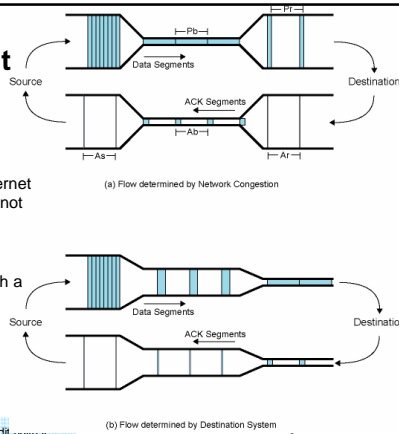 t
Pb
Pr
Data Segments
Source
Destination
ACK Segments
As
Ab
Ar
ernet
(a) Flow determined by Network Congestion
not
h a
Data Segments
Source
Destination
ACK Segments
(b) Flow determined by Destination System